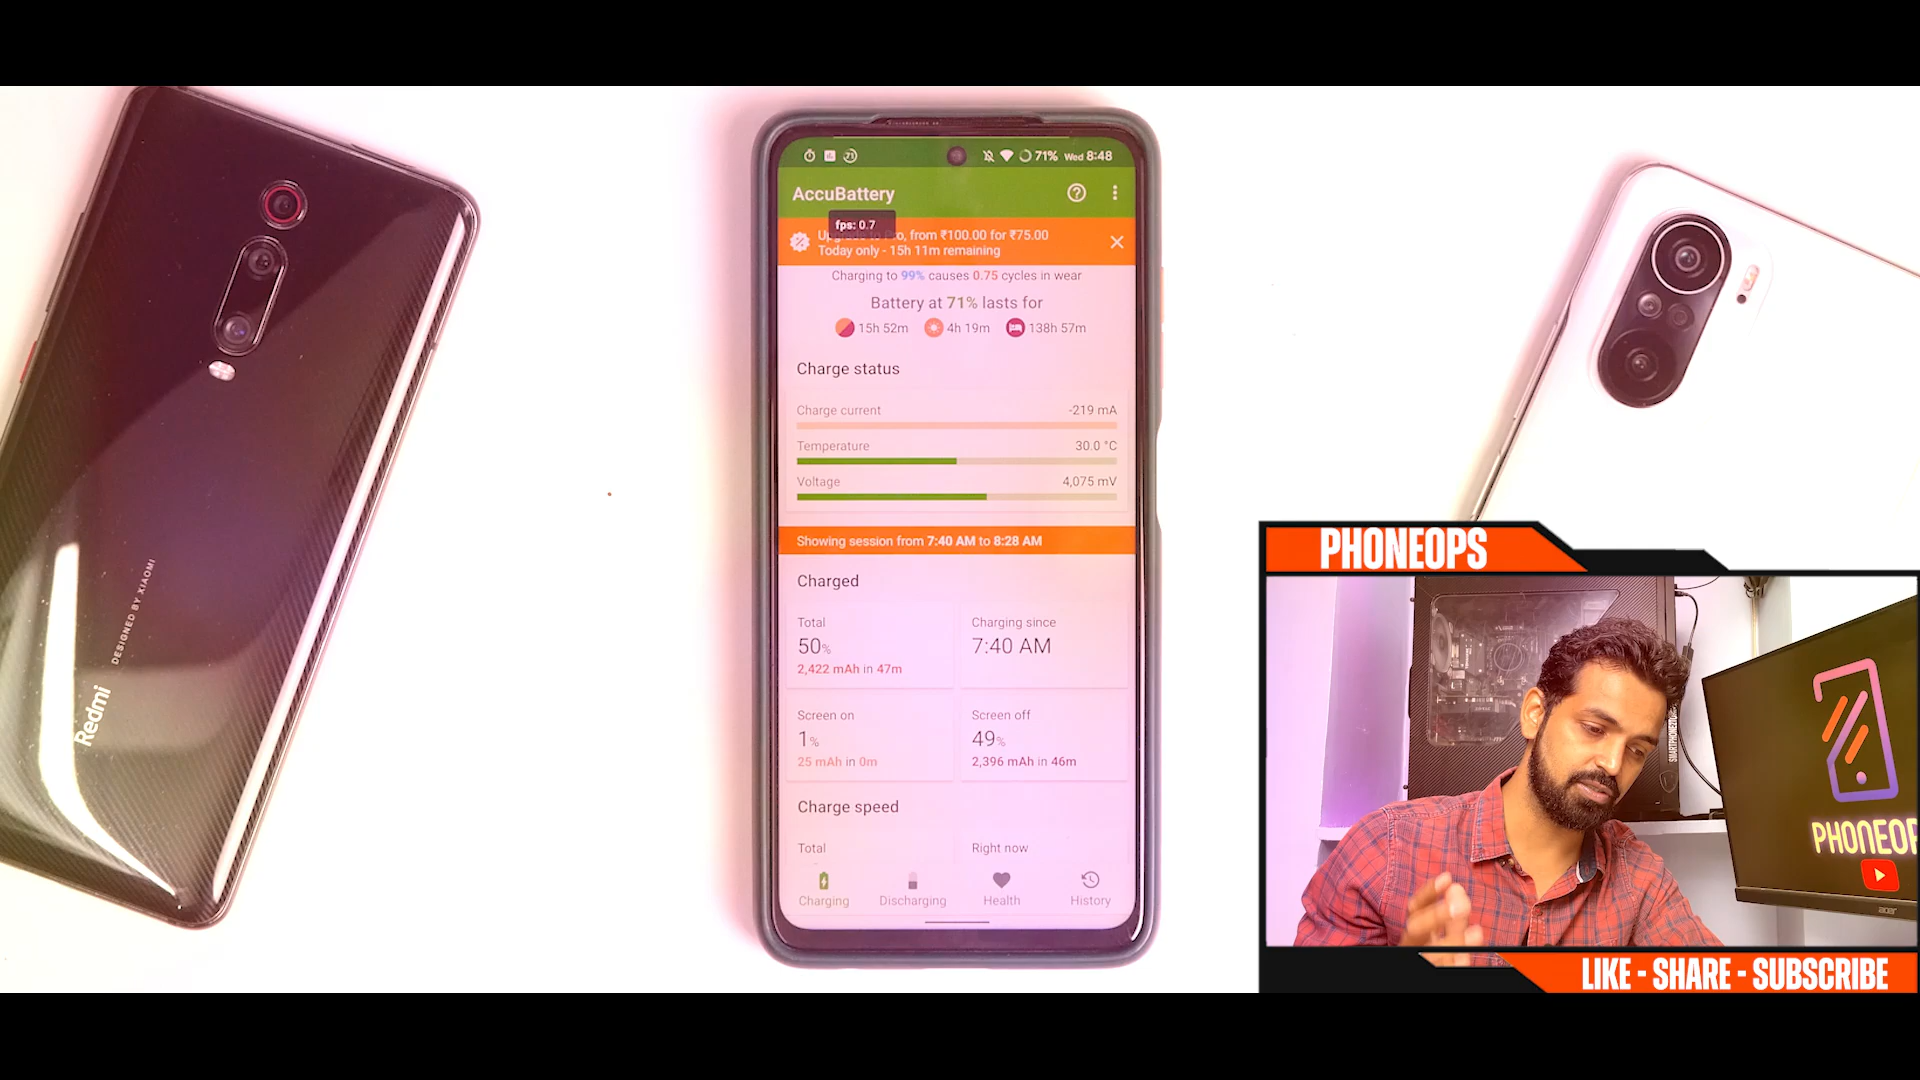 71% Wed 8:48
AccuBattery
fps: 0.7
Upgrade to Pro, from ₹100.00 for ₹75.00
Today only - 15h 11m remaining
Charging to 99% causes 0.75 cycles in wear
Battery at 71% lasts for
15h 52m 4h 19m 138h 57m
Charge status
Charge current -219 mA
Temperature 30.0 °C
Voltage 4,075 mV
Showing session from 7:40 AM to 8:28 AM
Charged
Total
50%
2,422 mAh in 47m
Charging since
7:40 AM
Screen on
1%
25 mAh in 0m
Screen off
49%
2,396 mAh in 46m
Charge speed
Total
Right now
Charging Discharging Health History
Redmi
DESIGNED BY XIAOMI
PHONEOPS
PHONEOP
acer
LIKE - SHARE - SUBSCRIBE